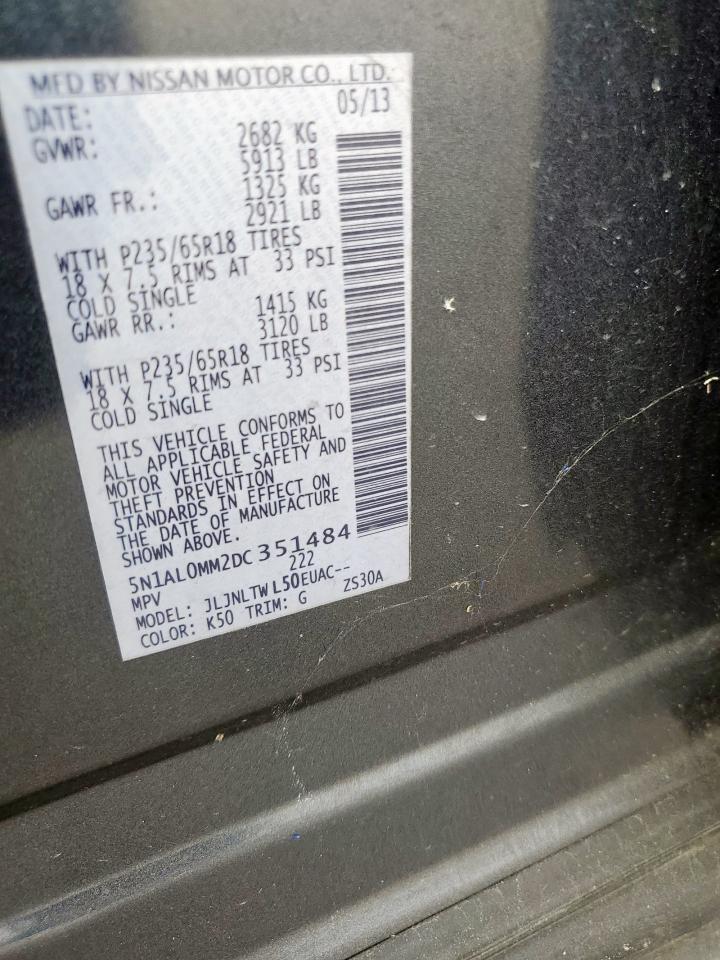 MFD BY NISSAN MOTOR CO., LTD.
DATE: 05/13
GVWR: 2682 KG
5913 LB
GAWR FR.: 1325 KG
2921 LB
WITH P235/65R18 TIRES
18 X 7.5 RIMS AT 33 PSI
COLD SINGLE
GAWR RR.: 1415 KG
3120 LB
WITH P235/65R18 TIRES
18 X 7.5 RIMS AT 33 PSI
COLD SINGLE
THIS VEHICLE CONFORMS TO
ALL APPLICABLE FEDERAL
MOTOR VEHICLE SAFETY AND
THEFT PREVENTION
STANDARDS IN EFFECT ON
THE DATE OF MANUFACTURE
SHOWN ABOVE.
5N1AL0MM2DC351484
MPV 222
MODEL: JLJNLTWL50EUAC--
COLOR: K50 TRIM: G ZS30A